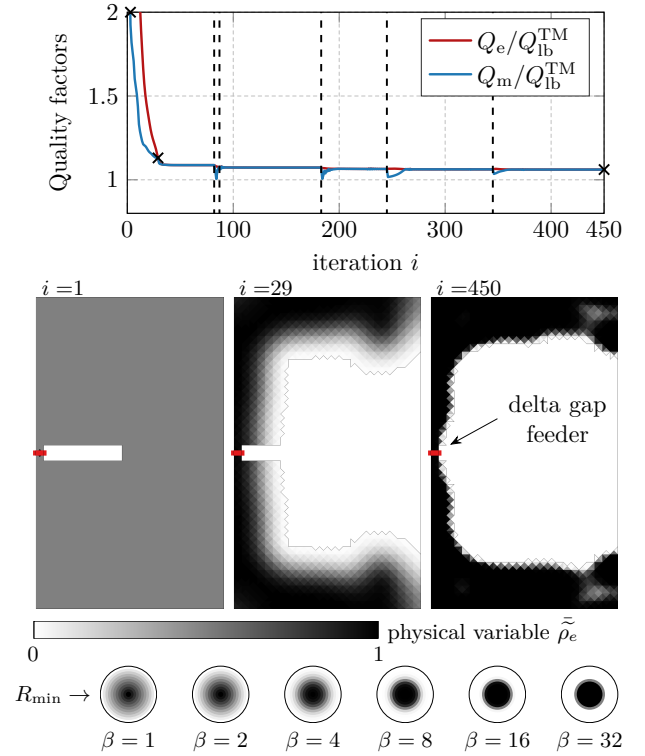 2
1.5
1
Quality factors
Q_e/Q_lb^TM
Q_m/Q_lb^TM
0 100 200 300 400 450
iteration i
i =1 i =29 i =450
delta gap
feeder
0 1
physical variable ρ̃̄_e
R_min →
β = 1 β = 2 β = 4 β = 8 β = 16 β = 32